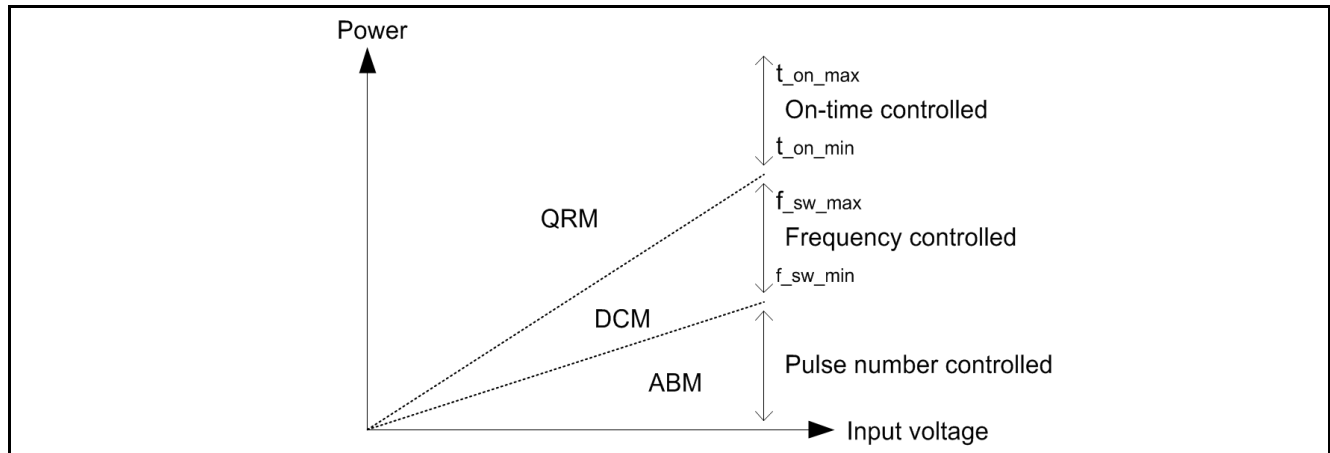 Power
t_on_max
On-time controlled
t_on_min
QRM
f_sw_max
Frequency controlled
f_sw_min
DCM
Pulse number controlled
ABM
Input voltage